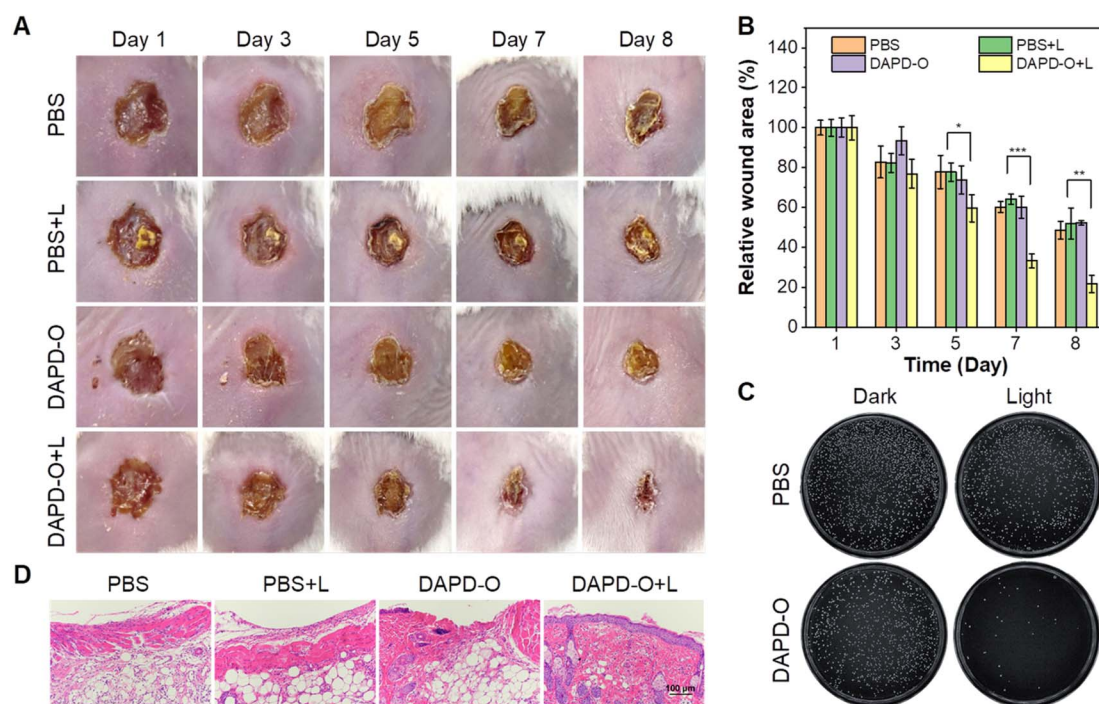 A
Day 1 Day 3 Day 5 Day 7 Day 8
PBS
PBS+L
DAPD-O
DAPD-O+L
B
Relative wound area (%)
140
120
100
80
60
40
20
0
PBS PBS+L
DAPD-O DAPD-O+L
* *** **
1 3 5 7 8
Time (Day)
C
Dark Light
PBS
DAPD-O
D
PBS PBS+L DAPD-O DAPD-O+L
100 μm